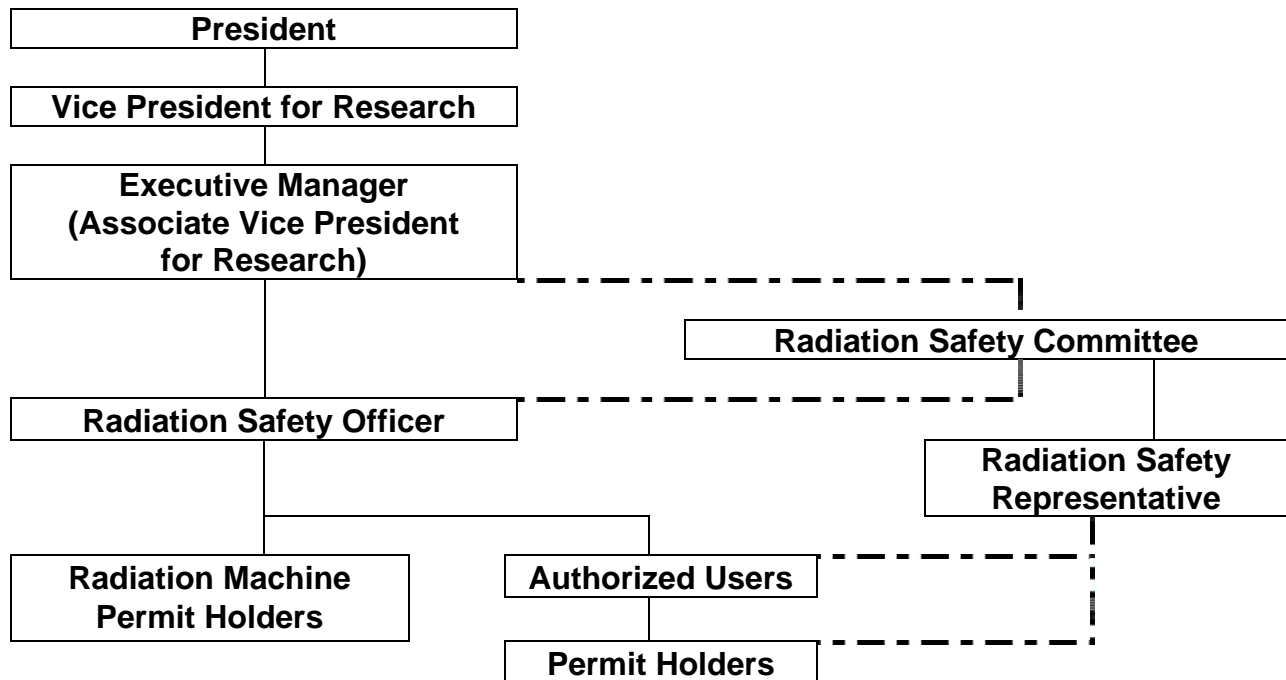 President
Vice President for Research
Executive Manager
(Associate Vice President
for Research)
Radiation Safety Committee
Radiation Safety Officer
Radiation Safety
Representative
Radiation Machine
Permit Holders
Authorized Users
Permit Holders